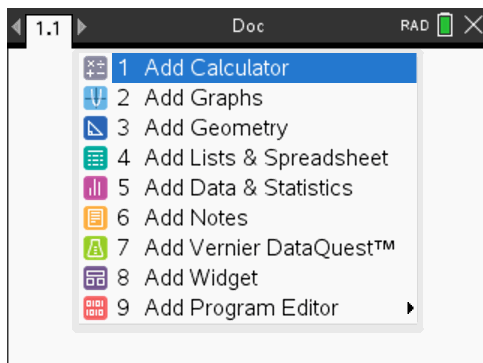 1.1 Doc RAD
1 Add Calculator
2 Add Graphs
3 Add Geometry
4 Add Lists & Spreadsheet
5 Add Data & Statistics
6 Add Notes
7 Add Vernier DataQuest™
8 Add Widget
9 Add Program Editor